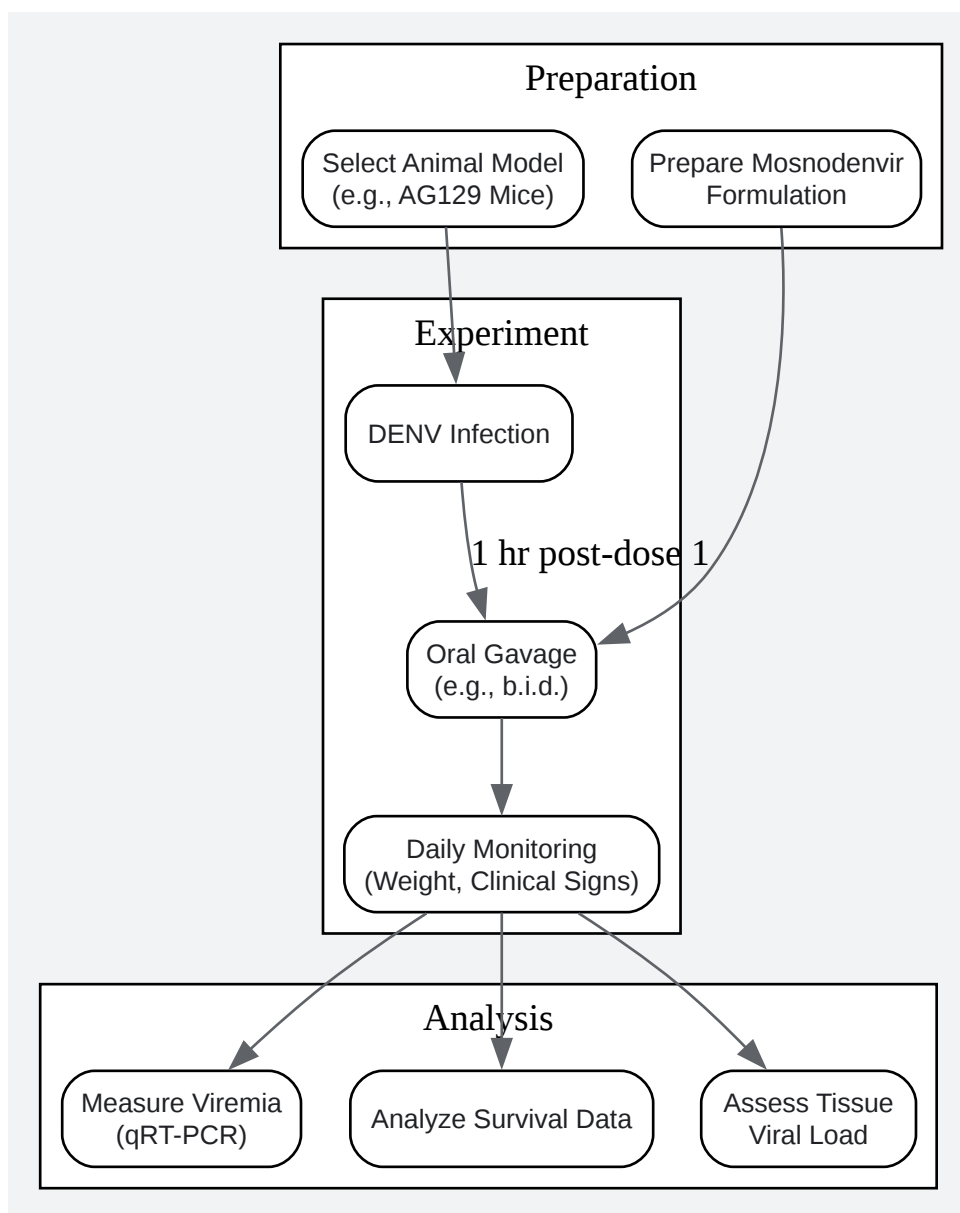 Preparation
Select Animal Model
(e.g., AG129 Mice)
Prepare Mosnodenvir
Formulation
Experiment
DENV Infection
1 hr post-dose 1
Oral Gavage
(e.g., b.i.d.)
Daily Monitoring
(Weight, Clinical Signs)
Analysis
Measure Viremia
(qRT-PCR)
Analyze Survival Data
Assess Tissue
Viral Load